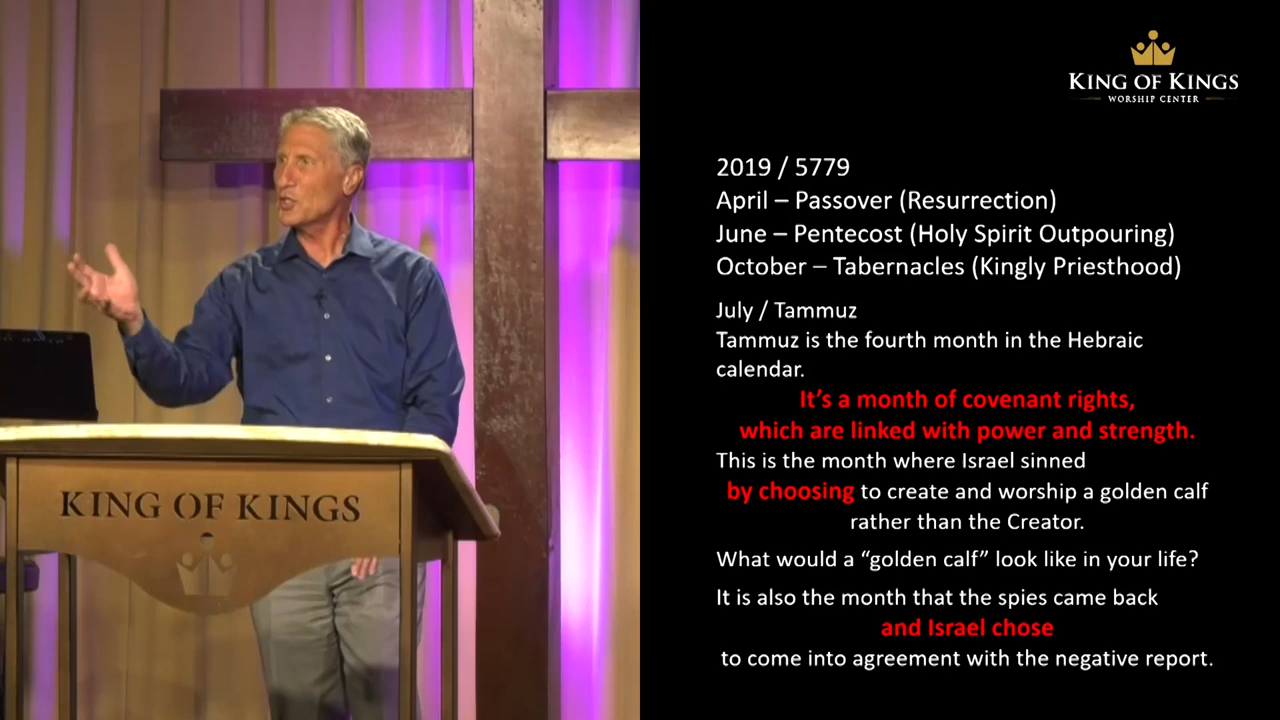 KING OF KINGS
KING OF KINGS
WORSHIP CENTER
2019 / 5779
April – Passover (Resurrection)
June – Pentecost (Holy Spirit Outpouring)
October – Tabernacles (Kingly Priesthood)
July / Tammuz
Tammuz is the fourth month in the Hebraic
calendar.
It’s a month of covenant rights,
which are linked with power and strength.
This is the month where Israel sinned
by choosing to create and worship a golden calf
rather than the Creator.
What would a “golden calf” look like in your life?
It is also the month that the spies came back
and Israel chose
to come into agreement with the negative report.